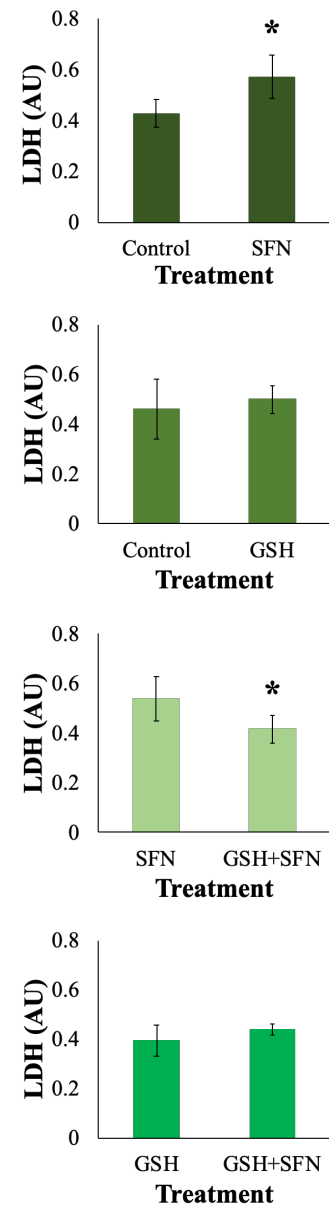 LDH (AU)
0.8
0.6
0.4
0.2
0
*
Control SFN
Treatment
LDH (AU)
0.8
0.6
0.4
0.2
0
Control GSH
Treatment
LDH (AU)
0.8
0.6
0.4
0.2
0
*
SFN GSH+SFN
Treatment
LDH (AU)
0.8
0.6
0.4
0.2
0
GSH GSH+SFN
Treatment